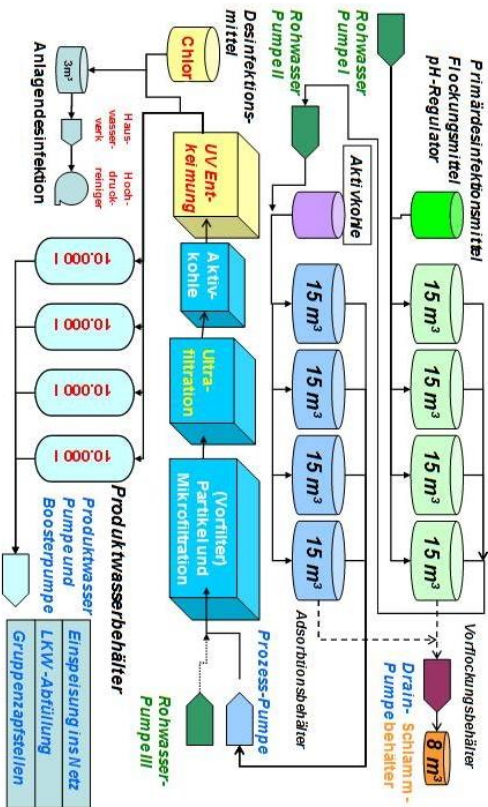 Rohwasser
Pumpe I
Primärdesinfektionsmittel
Flockungsmittel
pH-Regulator
15 m³
15 m³
15 m³
15 m³
Vorflockungsbehälter
Drain-
Pumpe
Schlamm-
behälter
8 m³
Rohwasser
Pumpe II
Aktivkohle
15 m³
15 m³
15 m³
15 m³
Adsorbtionsbehälter
Prozess-Pumpe
Rohwasser-
Pumpe III
Desinfektions-
mittel
Chlor
UV Ent-
keimung
Aktiv-
kohle
Ultra-
filtration
(Vorfilter)
Partikel und
Mikrofiltration
3m³
Haus-
wasser-
werk
Hoch-
druck-
reiniger
Anlagendesinfektion
10.000 l
10.000 l
10.000 l
10.000 l
Produktwasserbehälter
Produktwasser
Pumpe und
Boosterpumpe
Einspeisung ins Netz
LKW-Abfüllung
Gruppenzapfstellen